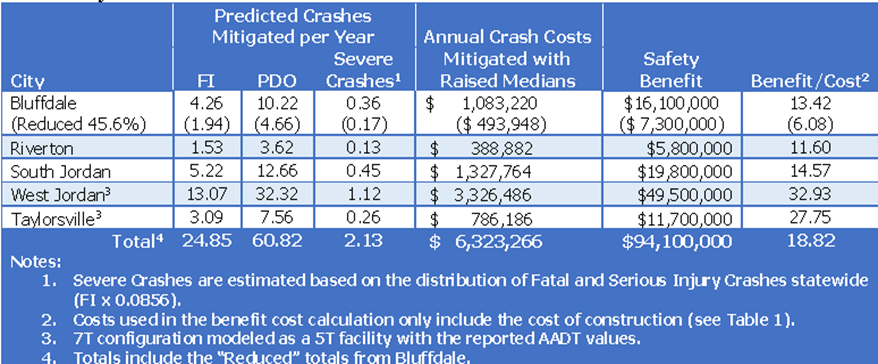 Predicted Crashes
Mitigated per Year Annual Crash Costs
Severe Mitigated with Safety
City FI PDO Crashes¹ Raised Medians Benefit Benefit/Cost²
Bluffdale 4.26 10.22 0.36 $ 1,083,220 $16,100,000 13.42
(Reduced 45.6%) (1.94) (4.66) (0.17) ($ 493,948) ($ 7,300,000) (6.08)
Riverton 1.53 3.62 0.13 $ 388,882 $5,800,000 11.60
South Jordan 5.22 12.66 0.45 $ 1,327,764 $19,800,000 14.57
West Jordan³ 13.07 32.32 1.12 $ 3,326,486 $49,500,000 32.93
Taylorsville³ 3.09 7.56 0.26 $ 786,186 $11,700,000 27.75
Total⁴ 24.85 60.82 2.13 $ 6,323,266 $94,100,000 18.82
Notes:
1. Severe Crashes are estimated based on the distribution of Fatal and Serious Injury Crashes statewide
(FI x 0.0856).
2. Costs used in the benefit cost calculation only include the cost of construction (see Table 1).
3. 7T configuration modeled as a 5T facility with the reported AADT values.
4. Totals include the "Reduced" totals from Bluffdale.